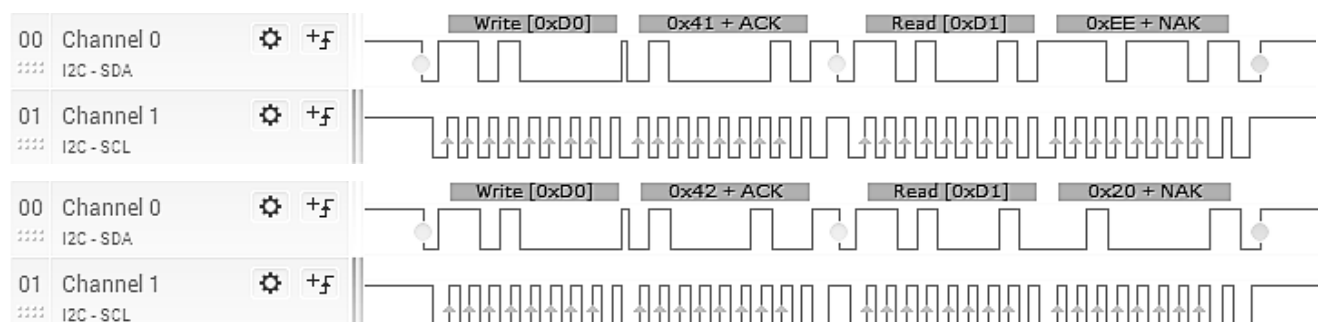 Write [0xD0] 0x41 + ACK Read [0xD1] 0xEE + NAK
00 Channel 0
I2C - SDA
01 Channel 1
I2C - SCL
Write [0xD0] 0x42 + ACK Read [0xD1] 0x20 + NAK
00 Channel 0
I2C - SDA
01 Channel 1
I2C - SCL